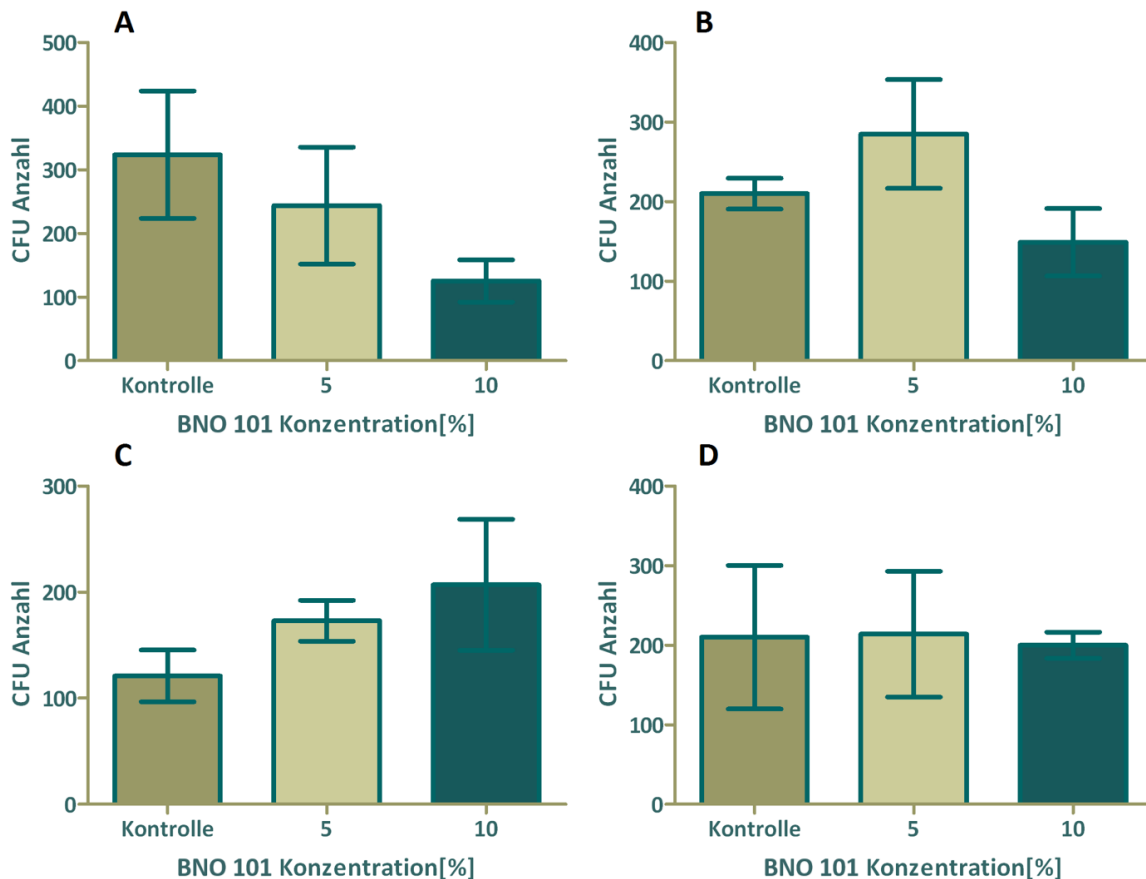 A
500
400
300
200
100
0
CFU Anzahl
Kontrolle 5 10
BNO 101 Konzentration[%]
B
400
300
200
100
0
CFU Anzahl
Kontrolle 5 10
BNO 101 Konzentration[%]
C
300
200
100
0
CFU Anzahl
Kontrolle 5 10
BNO 101 Konzentration[%]
D
400
300
200
100
0
CFU Anzahl
Kontrolle 5 10
BNO 101 Konzentration[%]